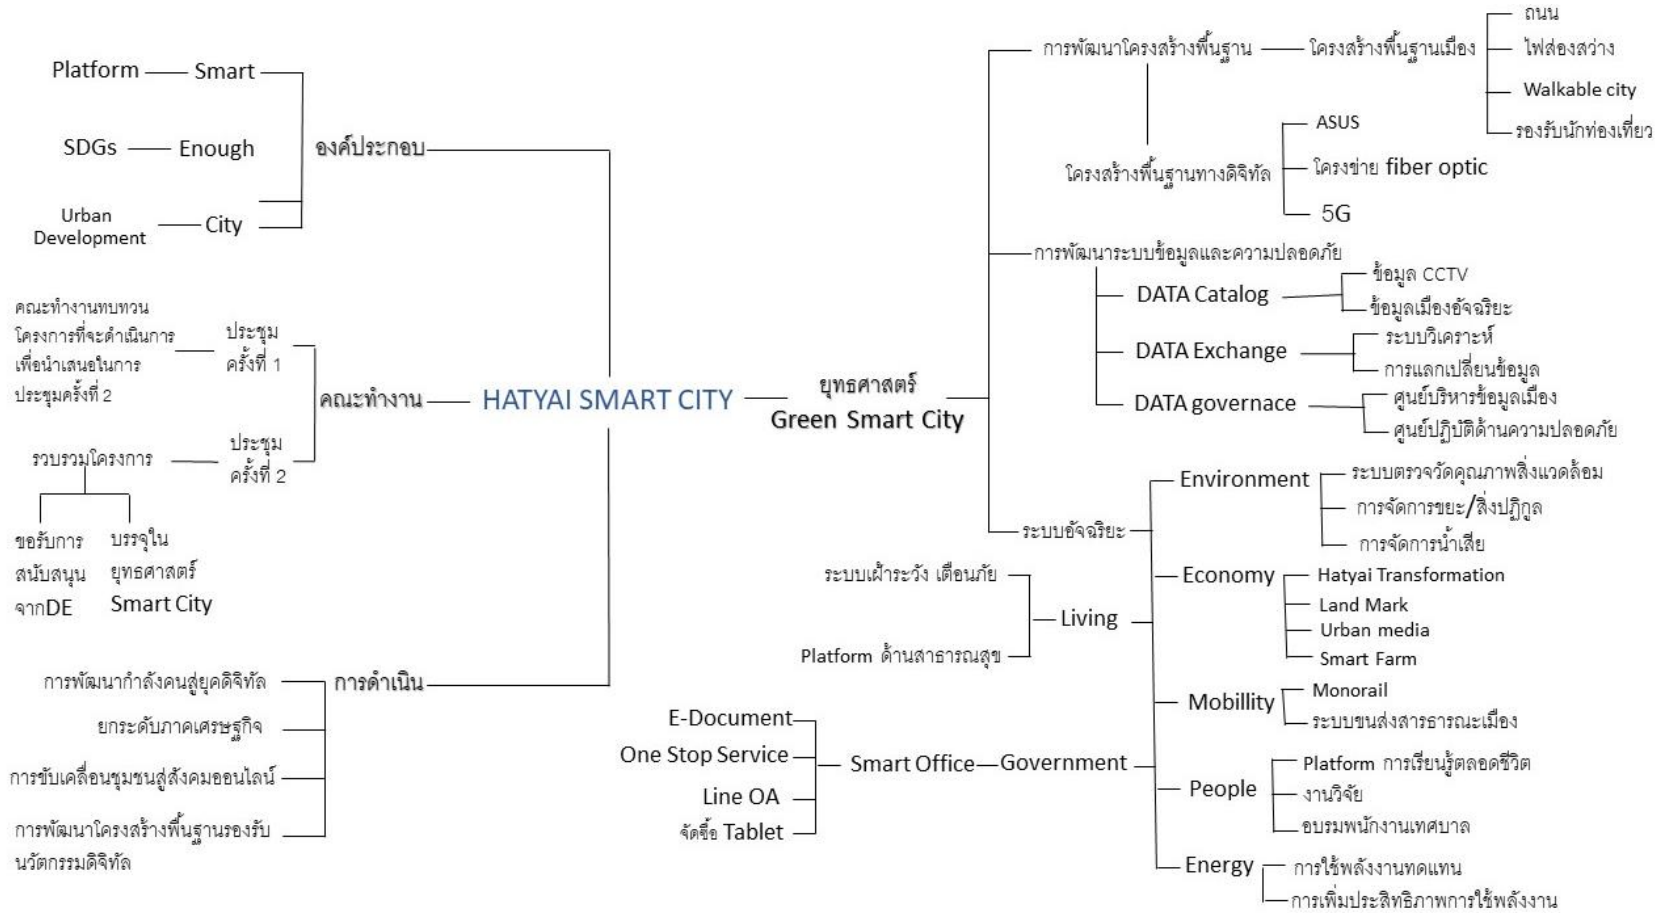 Platform
Smart
SDGs
Enough
Urban
Development
City
องค์ประกอบ
คณะทำงานทบทวน
โครงการที่จะดำเนินการ
เพื่อนำเสนอในการ
ประชุมครั้งที่ 2
ประชุม
ครั้งที่ 1
คณะทำงาน
รวบรวมโครงการ
ประชุม
ครั้งที่ 2
ขอรับการ
สนับสนุน
จากDE
บรรจุใน
ยุทธศาสตร์
Smart City
การพัฒนากำลังคนสู่ยุคดิจิทัล
การดำเนิน
ยกระดับภาคเศรษฐกิจ
การขับเคลื่อนชุมชนสู่สังคมออนไลน์
การพัฒนาโครงสร้างพื้นฐานรองรับ
นวัตกรรมดิจิทัล
HATYAI SMART CITY
ยุทธศาสตร์
Green Smart City
การพัฒนาโครงสร้างพื้นฐาน
โครงสร้างพื้นฐานเมือง
ถนน
ไฟส่องสว่าง
Walkable city
รองรับนักท่องเที่ยว
โครงสร้างพื้นฐานทางดิจิทัล
ASUS
โครงข่าย fiber optic
5G
การพัฒนาระบบข้อมูลและความปลอดภัย
DATA Catalog
ข้อมูล CCTV
ข้อมูลเมืองอัจฉริยะ
DATA Exchange
ระบบวิเคราะห์
การแลกเปลี่ยนข้อมูล
DATA governace
ศูนย์บริหารข้อมูลเมือง
ศูนย์ปฏิบัติด้านความปลอดภัย
ระบบอัจฉริยะ
Environment
ระบบตรวจวัดคุณภาพสิ่งแวดล้อม
การจัดการขยะ/สิ่งปฏิกูล
การจัดการน้ำเสีย
Economy
Hatyai Transformation
Land Mark
Urban media
Smart Farm
Living
ระบบเฝ้าระวัง เตือนภัย
Platform ด้านสาธารณสุข
Mobillity
Monorail
ระบบขนส่งสารธารณะเมือง
Government
Smart Office
E-Document
One Stop Service
Line OA
จัดซื้อ Tablet
People
Platform การเรียนรู้ตลอดชีวิต
งานวิจัย
อบรมพนักงานเทศบาล
Energy
การใช้พลังงานทดแทน
การเพิ่มประสิทธิภาพการใช้พลังงาน